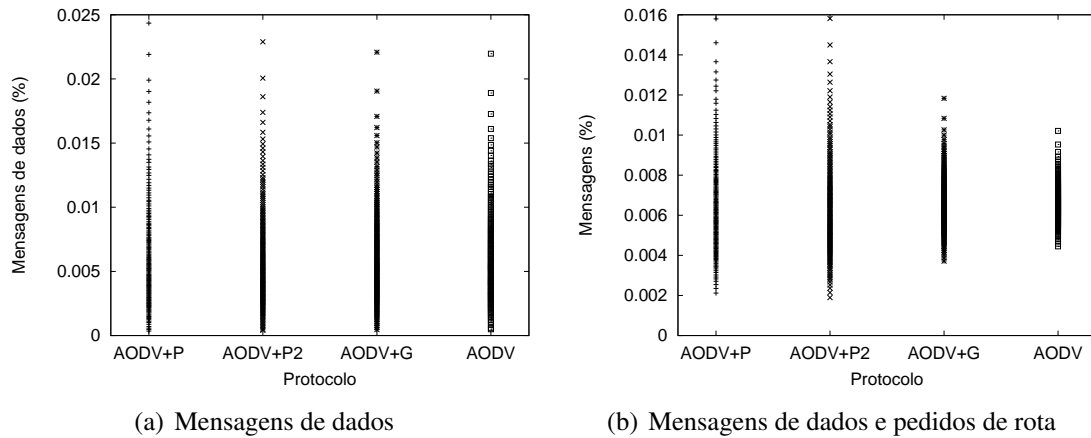 0.025
0.02
0.015
0.01
0.005
0
Mensagens de dados (%)
AODV+P AODV+P2 AODV+G AODV
Protocolo
(a) Mensagens de dados
0.016
0.014
0.012
0.01
0.008
0.006
0.004
0.002
0
Mensagens (%)
AODV+P AODV+P2 AODV+G AODV
Protocolo
(b) Mensagens de dados e pedidos de rota